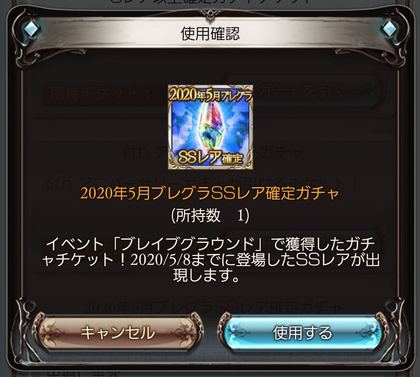 使用確認
2020年5月ブレグラ
SSレア確定
2020年5月ブレグラSSレア確定ガチャ
(所持数 1)
イベント「ブレイブグラウンド」で獲得したガチ
ャチケット！2020/5/8までに登場したSSレアが出
現します。
キャンセル
使用する